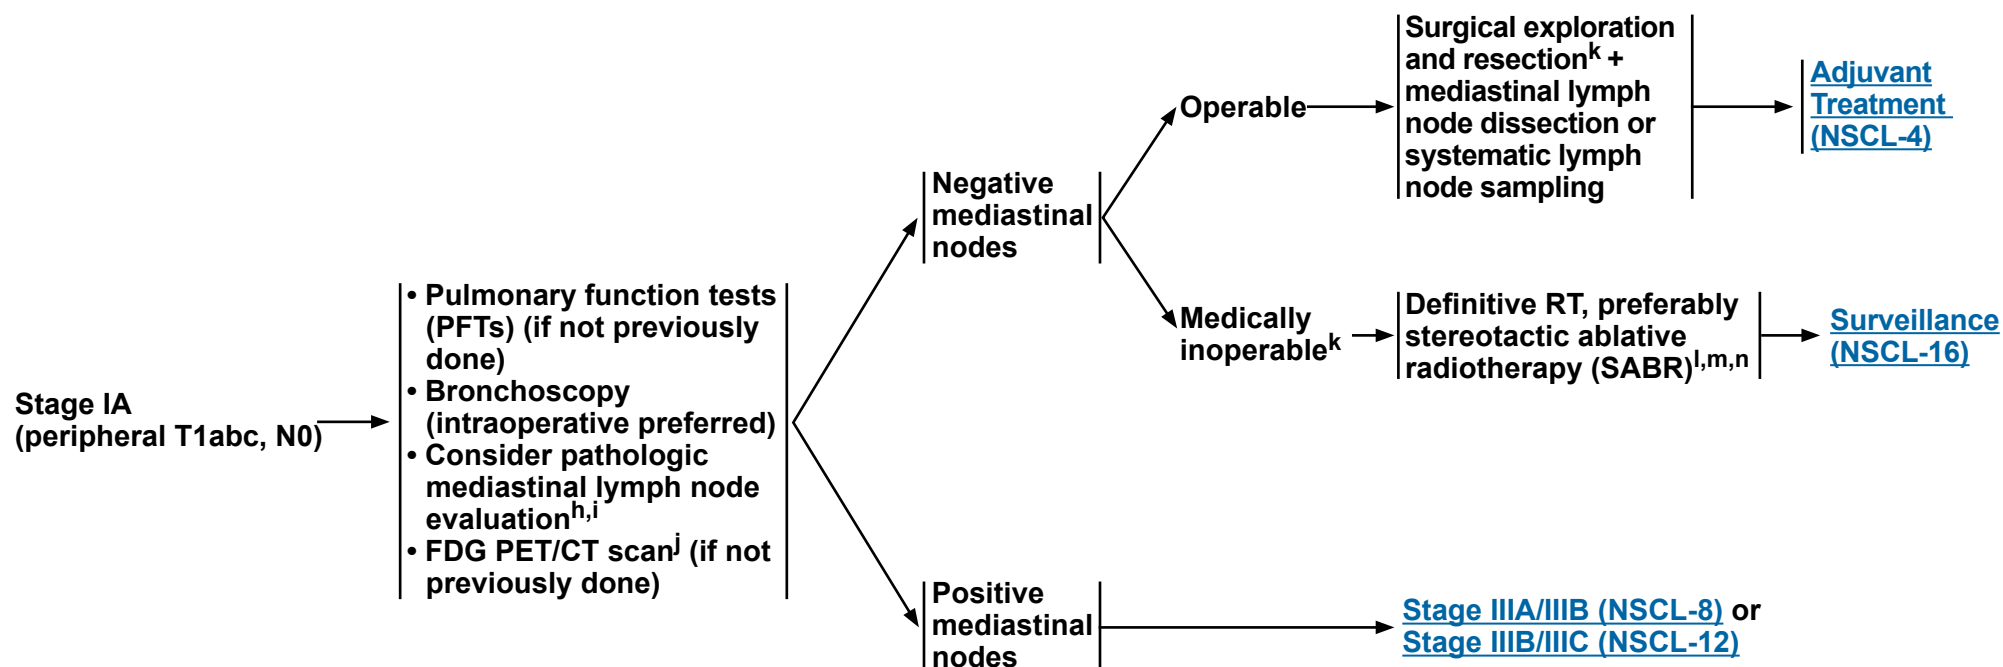 Stage IA
(peripheral T1abc, N0)
• Pulmonary function tests
(PFTs) (if not previously
done)
• Bronchoscopy
(intraoperative preferred)
• Consider pathologic
mediastinal lymph node
evaluationh,i
• FDG PET/CT scanj (if not
previously done)
Negative
mediastinal
nodes
Operable
Surgical exploration
and resectionk +
mediastinal lymph
node dissection or
systematic lymph
node sampling
Adjuvant
Treatment
(NSCL-4)
Medically
inoperablek
Definitive RT, preferably
stereotactic ablative
radiotherapy (SABR)l,m,n
Surveillance
(NSCL-16)
Positive
mediastinal
nodes
Stage IIIA/IIIB (NSCL-8) or
Stage IIIB/IIIC (NSCL-12)